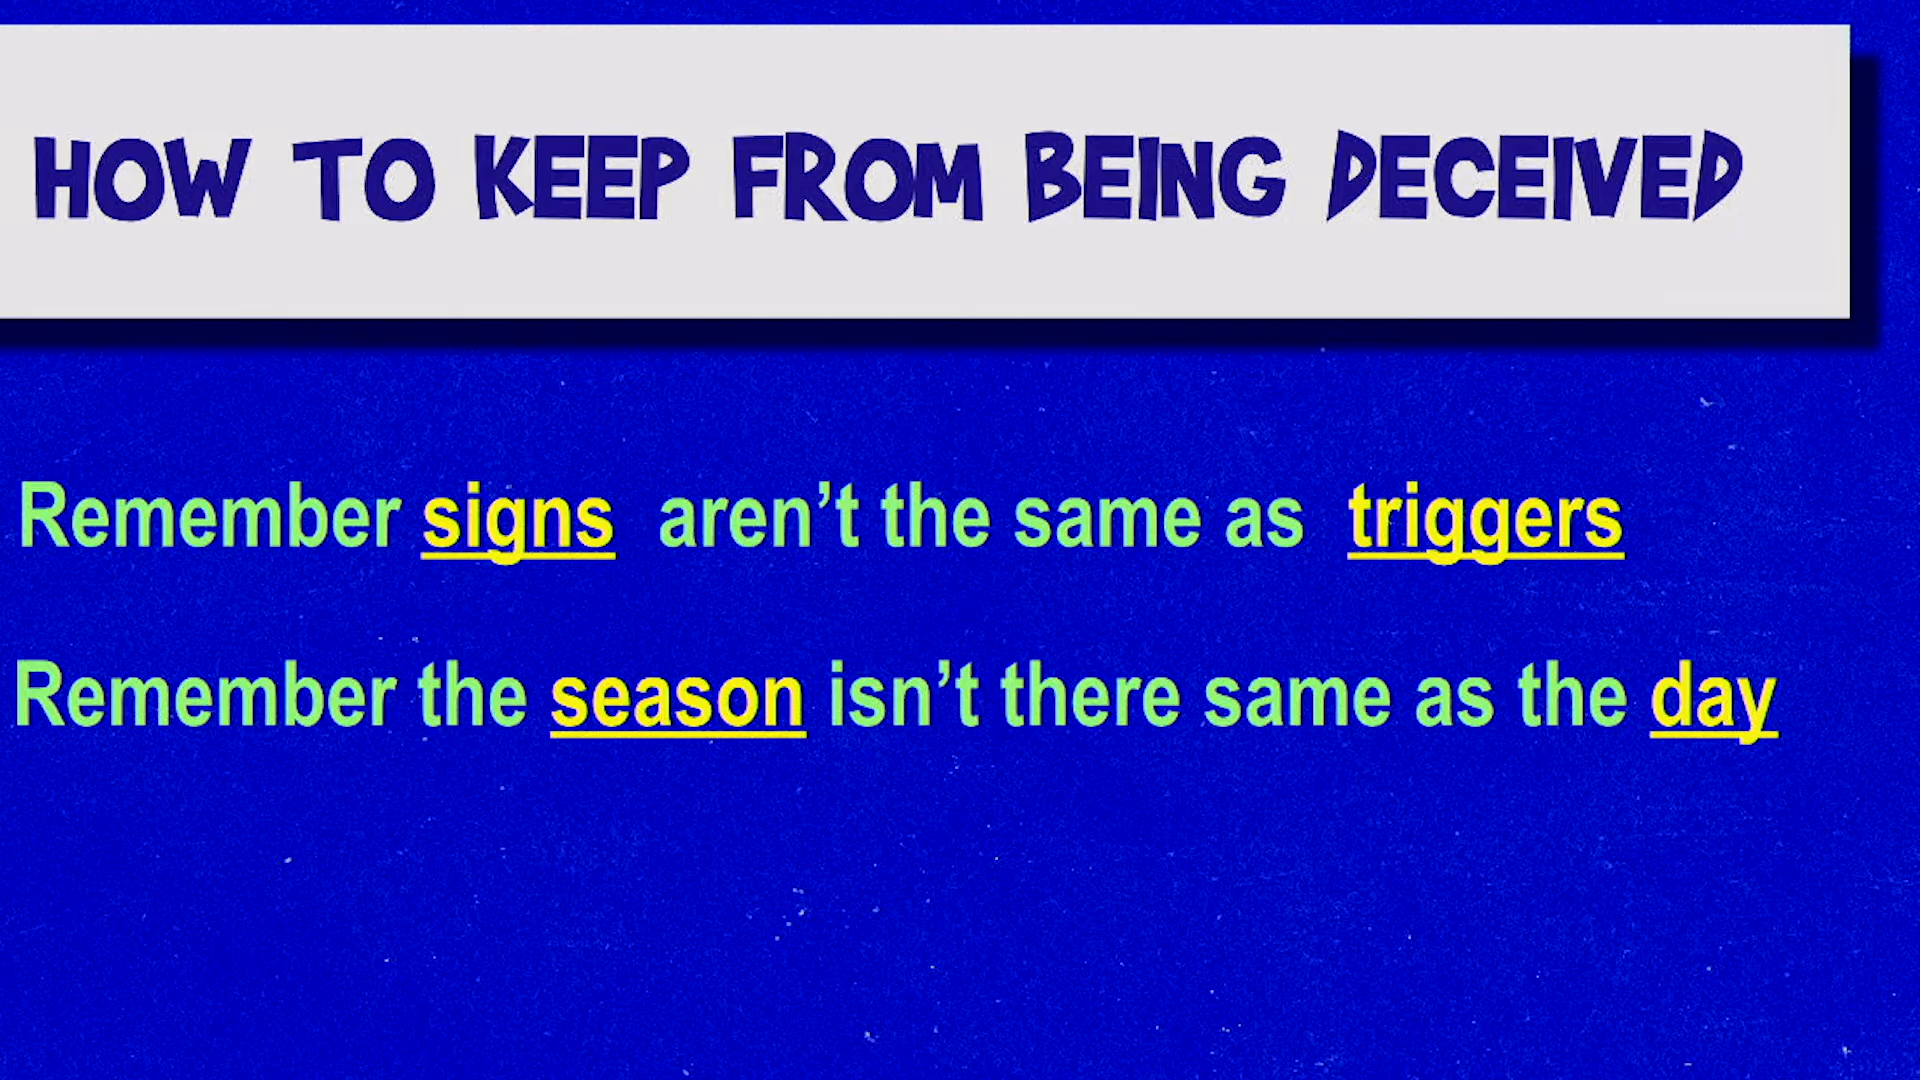 HOW TO KEEP FROM BEING DECEIVED
Remember signs aren’t the same as triggers
Remember the season isn’t there same as the day